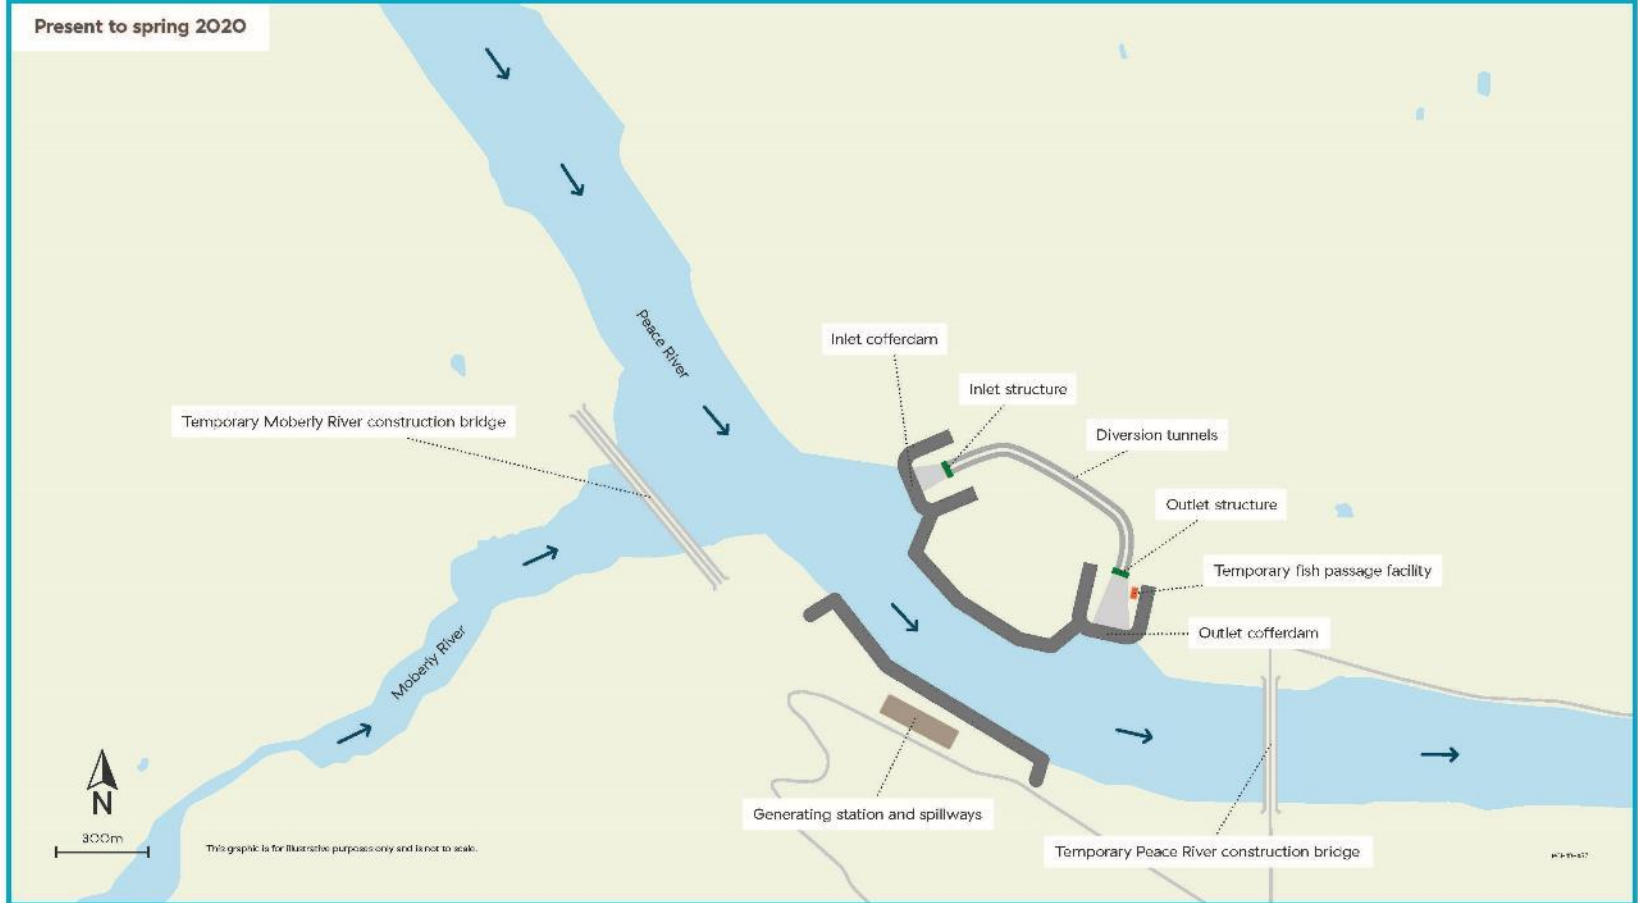 Present to spring 2020
Peace River
Inlet cofferdam
Inlet structure
Temporary Moberly River construction bridge
Diversion tunnels
Outlet structure
Temporary fish passage facility
Outlet cofferdam
Moberly River
Generating station and spillways
Temporary Peace River construction bridge
N
300m
This graphic is for illustrative purposes only and is not to scale.